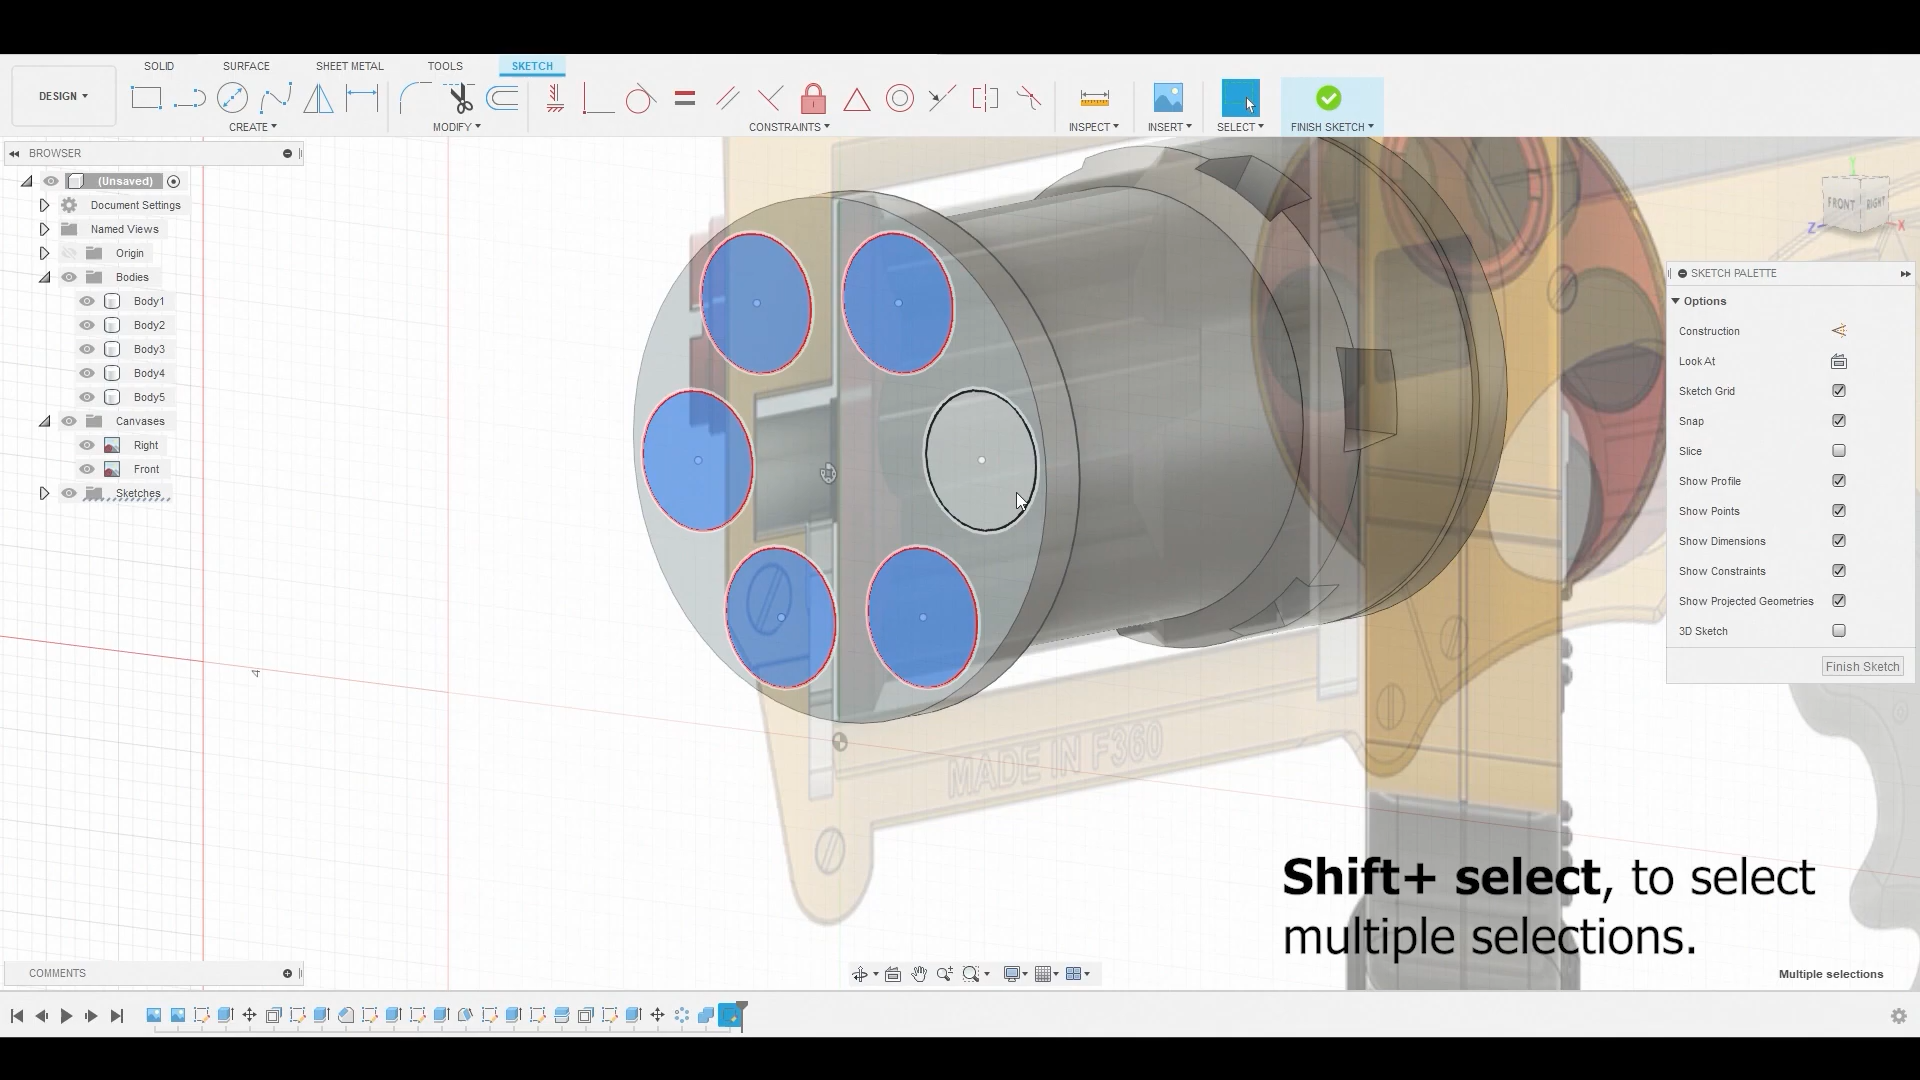 SOLID
SURFACE
SHEET METAL
TOOLS
SKETCH
DESIGN
CREATE
MODIFY
CONSTRAINTS
INSPECT
INSERT
SELECT
FINISH SKETCH
BROWSER
(Unsaved)
Document Settings
Named Views
Origin
Bodies
Body1
Body2
Body3
Body4
Body5
Canvases
Right
Front
Sketches
FRONT
RIGHT
Y
Z
X
SKETCH PALETTE
Options
Construction
Look At
Sketch Grid
Snap
Slice
Show Profile
Show Points
Show Dimensions
Show Constraints
Show Projected Geometries
3D Sketch
Finish Sketch
4
MADE IN F360
Shift+ select, to select
multiple selections.
COMMENTS
Multiple selections